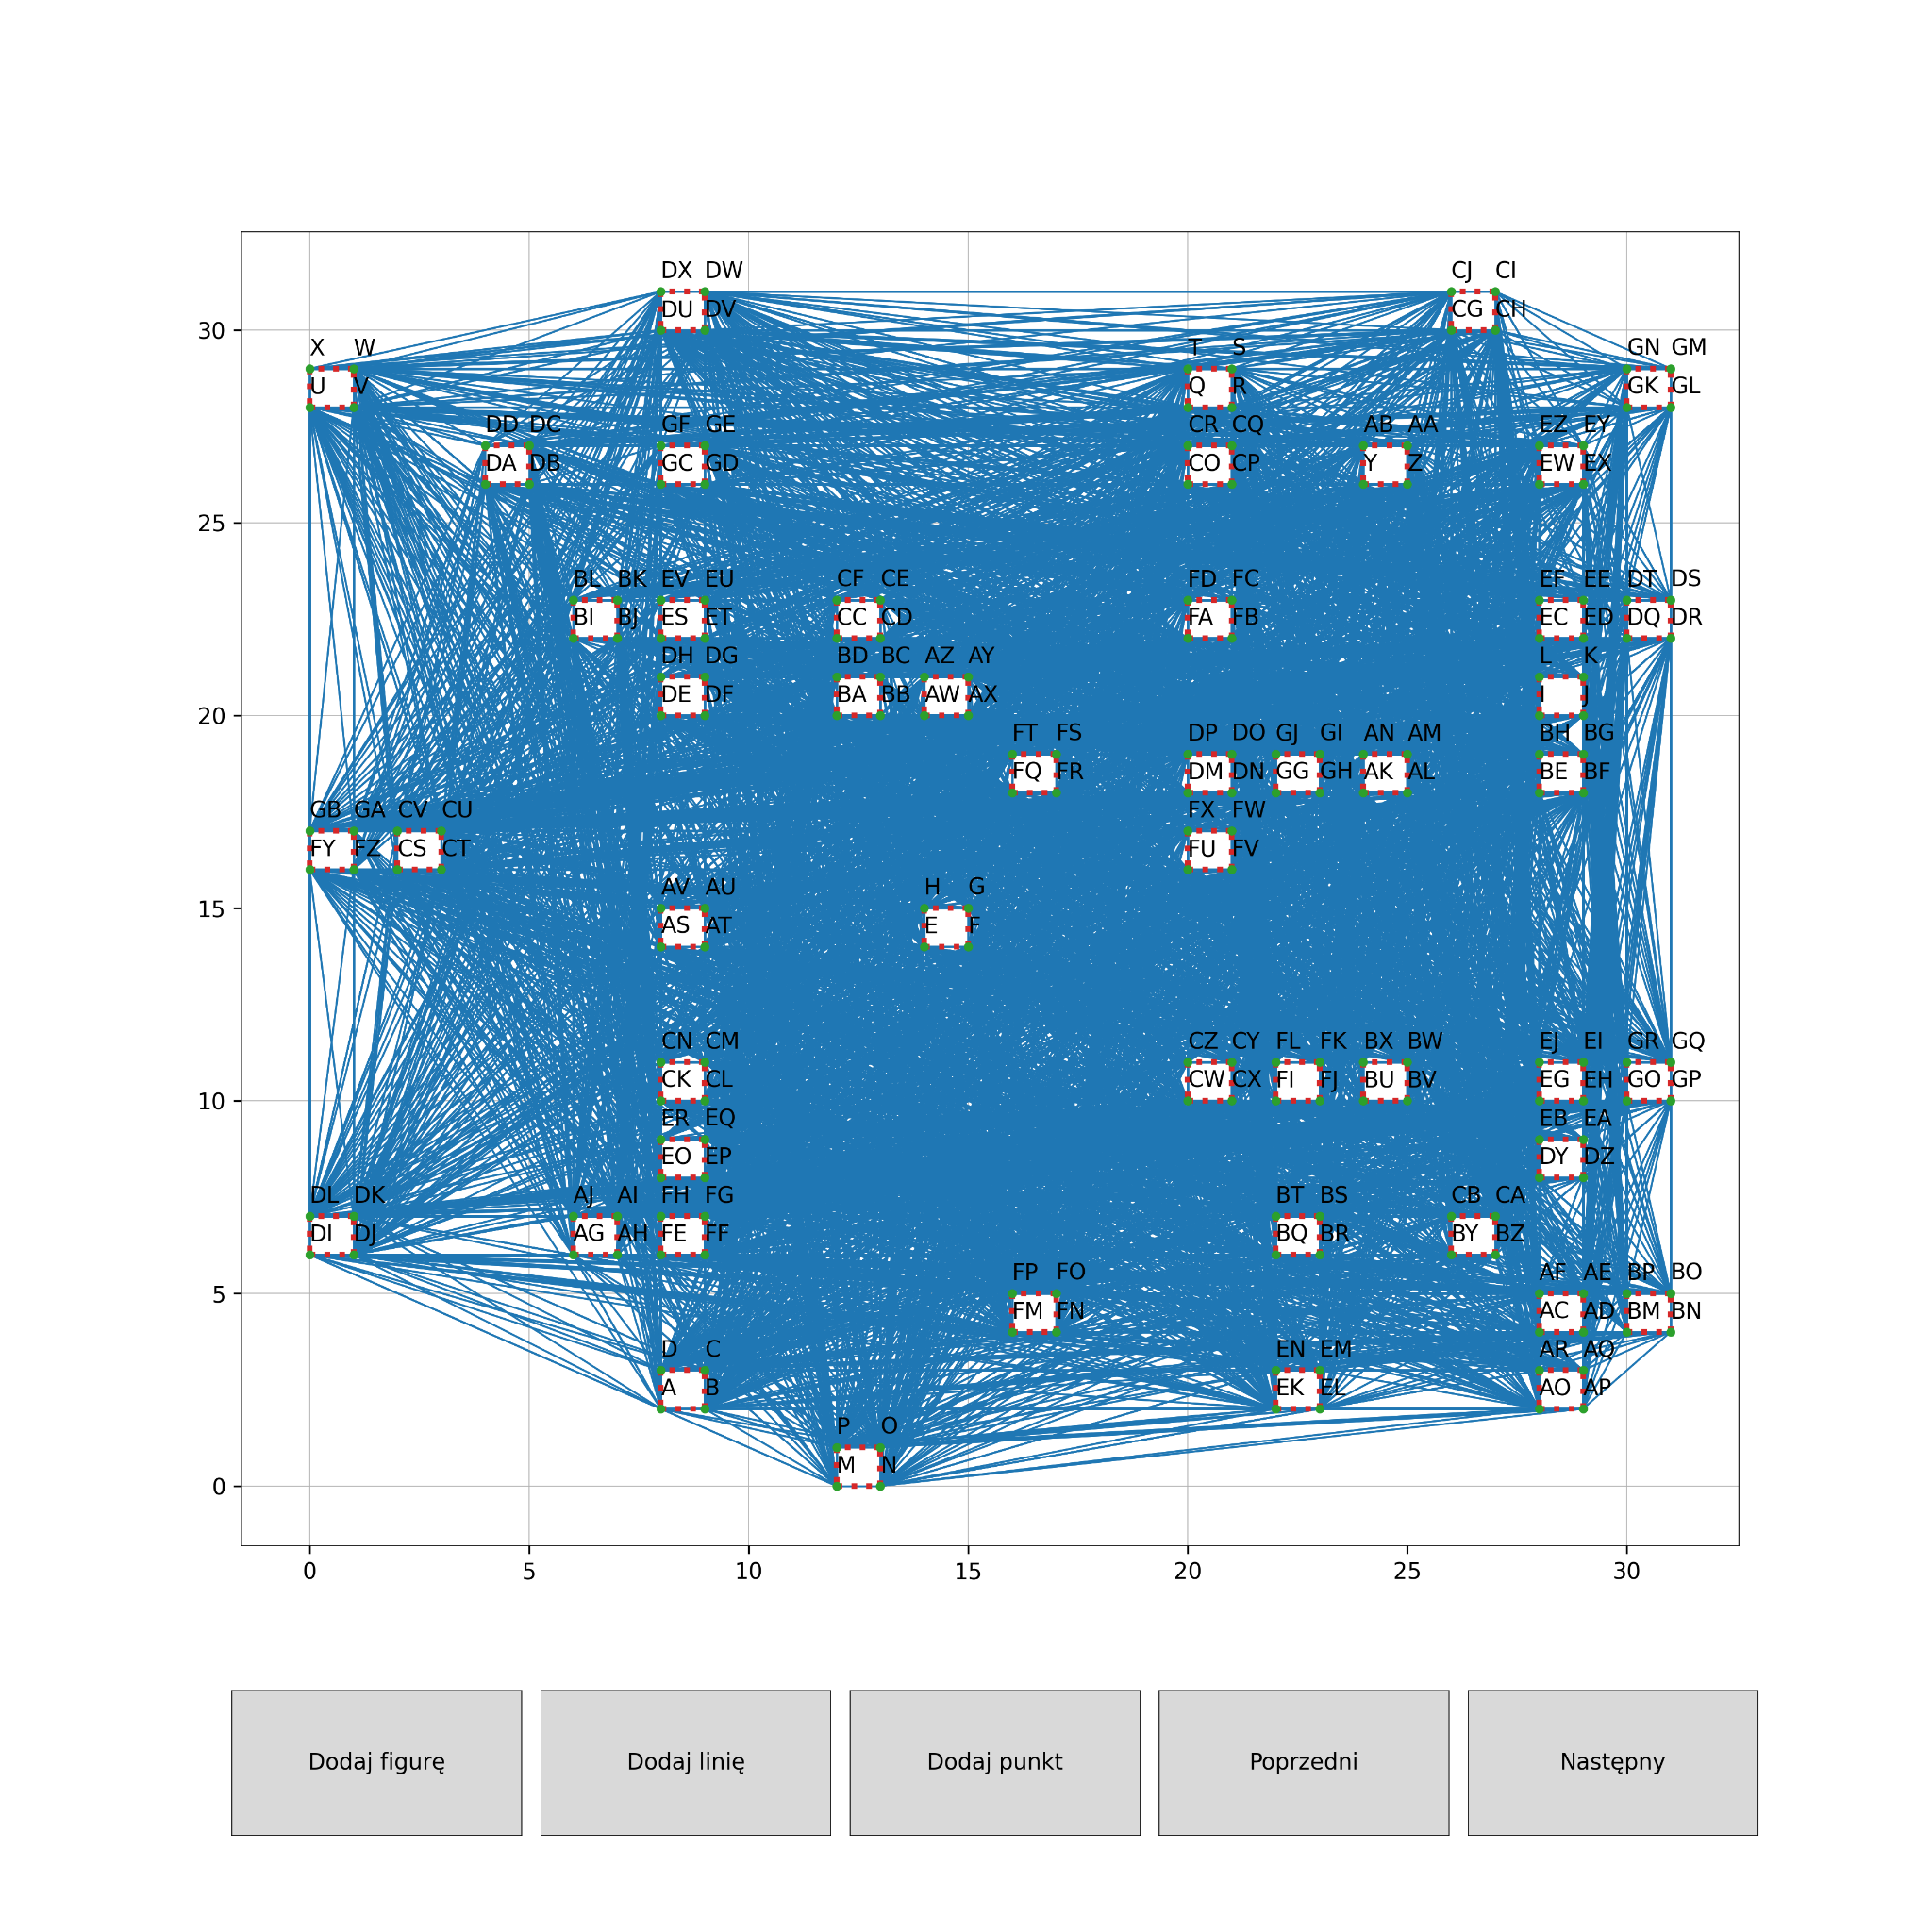 DX DW CJ CI
30 DU DV CG CH
X W T S GN GM
U V Q R GK GL
DD DC GF GE CR CQ AB AA EZ EY
DA DB GC GD CO CP Y Z EW EX
25
BL BK EV EU CF CE FD FC EF EE DT DS
BI BJ ES ET CC CD FA FB EC ED DQ DR
DH DG BD BC AZ AY L K
DE DF BA BB AW AX I J
20
FT FS DP DO GJ GI AN AM BH BG
FQ FR DM DN GG GH AK AL BE BF
GB GA CV CU FX FW
FY FZ CS CT FU FV
15 AV AU H G
AS AT E F
CN CM CZ CY FL FK BX BW EJ EI GR GQ
CK CL CW CX FI FJ BU BV EG EH GO GP
10
ER EQ EB EA
EO EP DY DZ
DL DK AJ AI FH FG BT BS CB CA
DI DJ AG AH FE FF BQ BR BY BZ
5 FP FO AF AE BP BO
FM FN AC AD BM BN
D C EN EM AR AQ
A B EK EL AO AP
P O
M N
0
0 5 10 15 20 25 30
Dodaj figurę Dodaj linię Dodaj punkt Poprzedni Następny